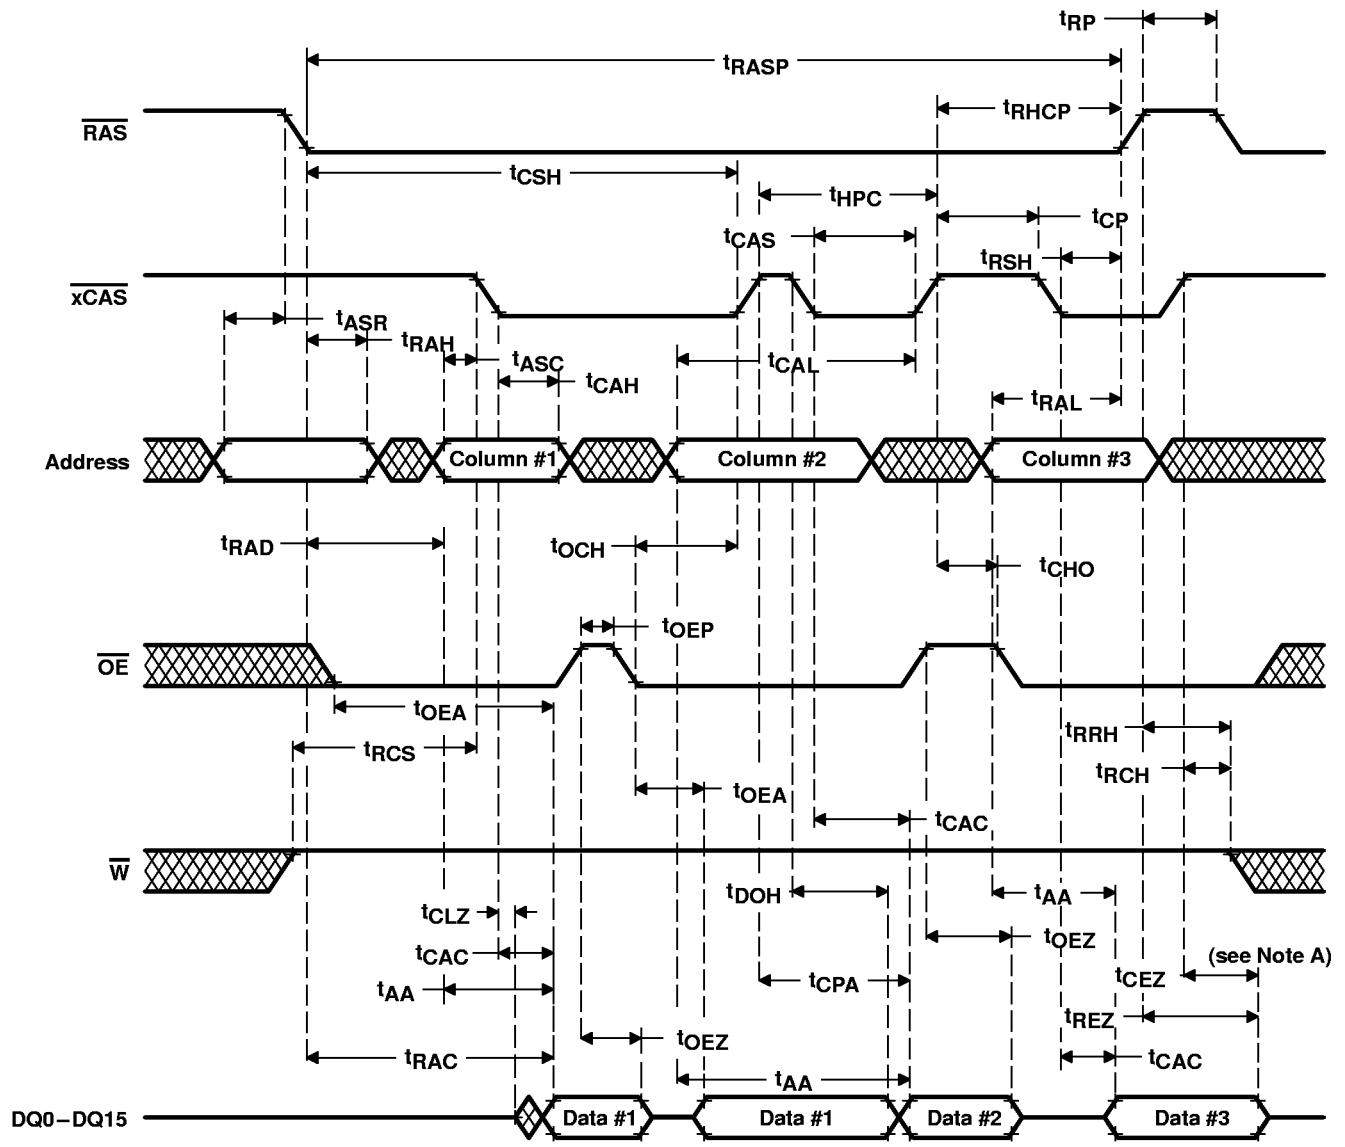 tRP
tRASP
tRHCP
RAS
tCSH
tHPC
tCP
tCAS
tRSH
xCAS
tASR
tRAH
tASC
tCAL
tCAH
tRAL
Address
Column #1
Column #2
Column #3
tRAD
tOCH
tCHO
tOEP
OE
tOEA
tRRH
tRCS
tRCH
tOEA
tCAC
W
tDOH
tAA
tCLZ
tOEZ
tCAC
(see Note A)
tCEZ
tAA
tCPA
tREZ
tOEZ
tRAC
tCAC
tAA
DQ0–DQ15
Data #1
Data #1
Data #2
Data #3